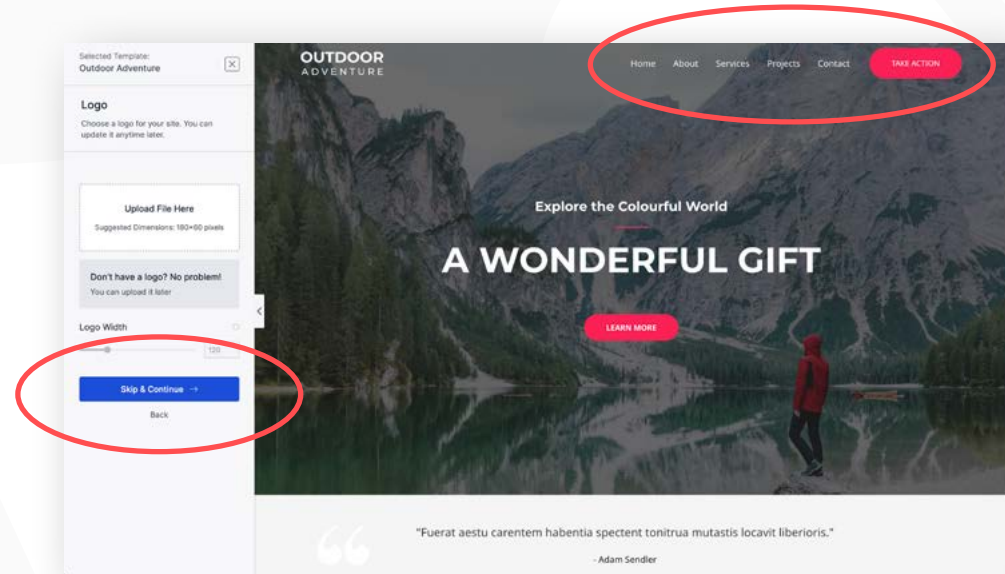 Selected Template:
Outdoor Adventure
Logo
Choose a logo for your site. You can
update it anytime later.
Upload File Here
Suggested Dimensions: 180×60 pixels
Don't have a logo? No problem!
You can upload it later
Logo Width
120
Skip & Continue →
Back
OUTDOOR
ADVENTURE
Home About Services Projects Contact TAKE ACTION
Explore the Colourful World
A WONDERFUL GIFT
LEARN MORE
"Fuerat aestu carentem habentia spectent tonitrua mutastis locavit liberioris."
- Adam Sendler